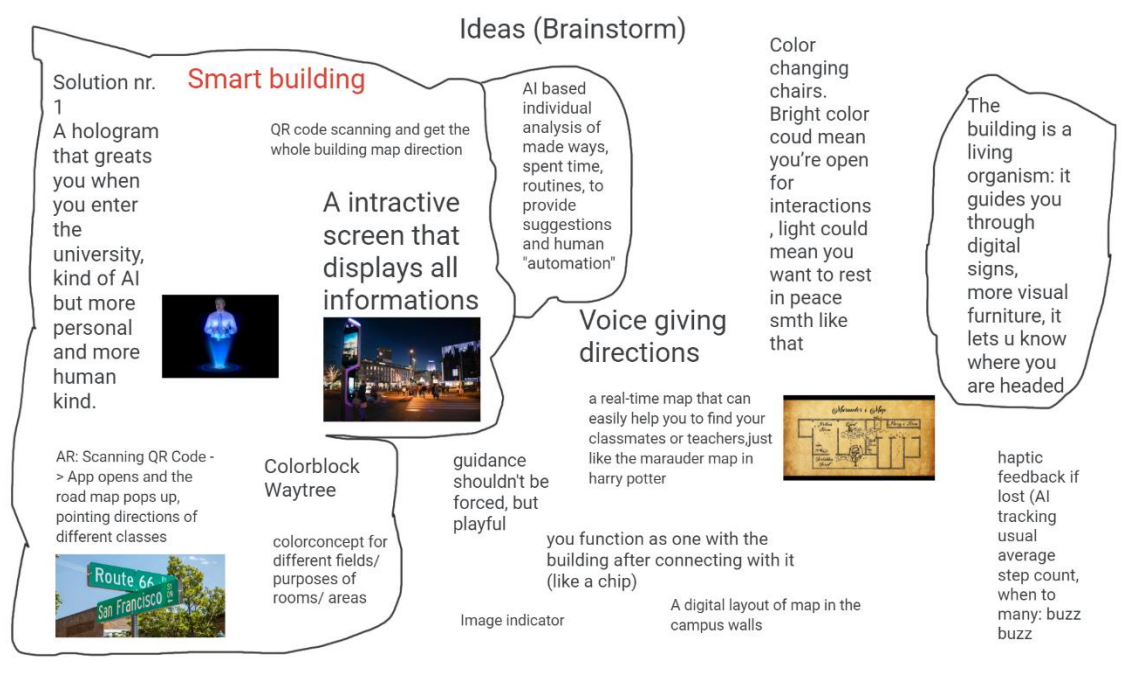 Ideas (Brainstorm)
Solution nr.
1
A hologram
that greats
you when
you enter
the
university,
kind of AI
but more
personal
and more
human
kind.
Smart building
QR code scanning and get the
whole building map direction
A intractive
screen that
displays all
informations
AI based
individual
analysis of
made ways,
spent time,
routines, to
provide
suggestions
and human
"automation"
Color
changing
chairs.
Bright color
coud mean
you're open
for
interactions
, light could
mean you
want to rest
in peace
smth like
that
The
building is a
living
organism: it
guides you
through
digital
signs,
more visual
furniture, it
lets u know
where you
are headed
Voice giving
directions
a real-time map that can
easily help you to find your
classmates or teachers,just
like the marauder map in
harry potter
Marauder's Map
AR: Scanning QR Code -
> App opens and the
road map pops up,
pointing directions of
different classes
Route 66
San Francisco
Colorblock
Waytree
colorconcept for
different fields/
purposes of
rooms/ areas
guidance
shouldn't be
forced, but
playful
you function as one with the
building after connecting with it
(like a chip)
Image indicator
A digital layout of map in the
campus walls
haptic
feedback if
lost (AI
tracking
usual
average
step count,
when to
many: buzz
buzz